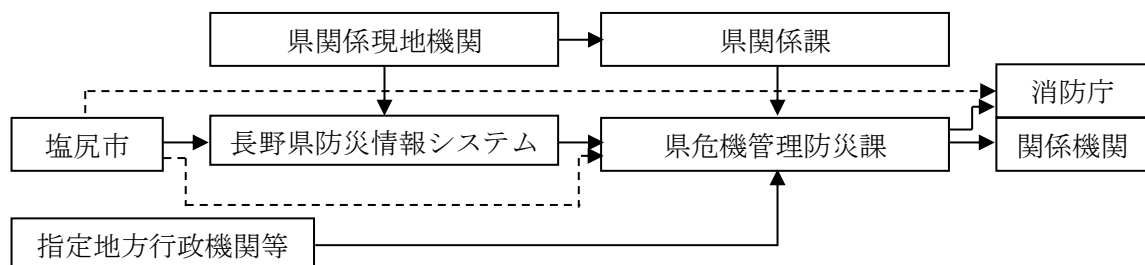 県関係現地機関
県関係課
消防庁
塩尻市
長野県防災情報システム
県危機管理防災課
関係機関
指定地方行政機関等